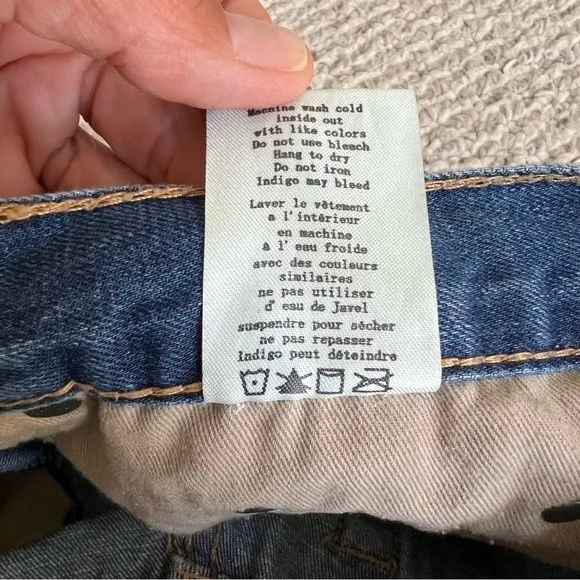 Machine wash cold
inside out
with like colors
Do not use bleach
Hang to dry
Do not iron
Indigo may bleed
Laver le vêtement
a l'intérieur
en machine
à l' eau froide
avec des couleurs
similaires
ne pas utiliser
d'eau de Javel
suspendre pour sècher
ne pas repasser
Indigo peut déteindre